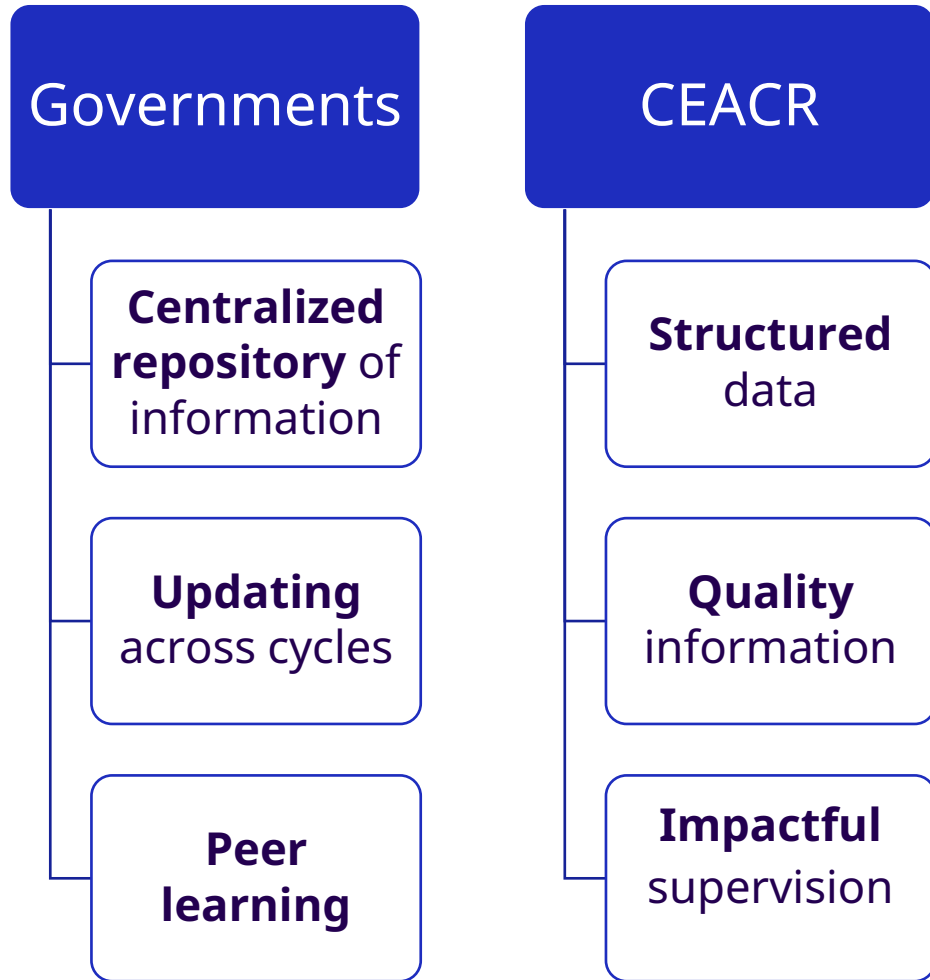 Governments
Centralized
repository of
information
Updating
across cycles
Peer
learning
CEACR
Structured
data
Quality
information
Impactful
supervision